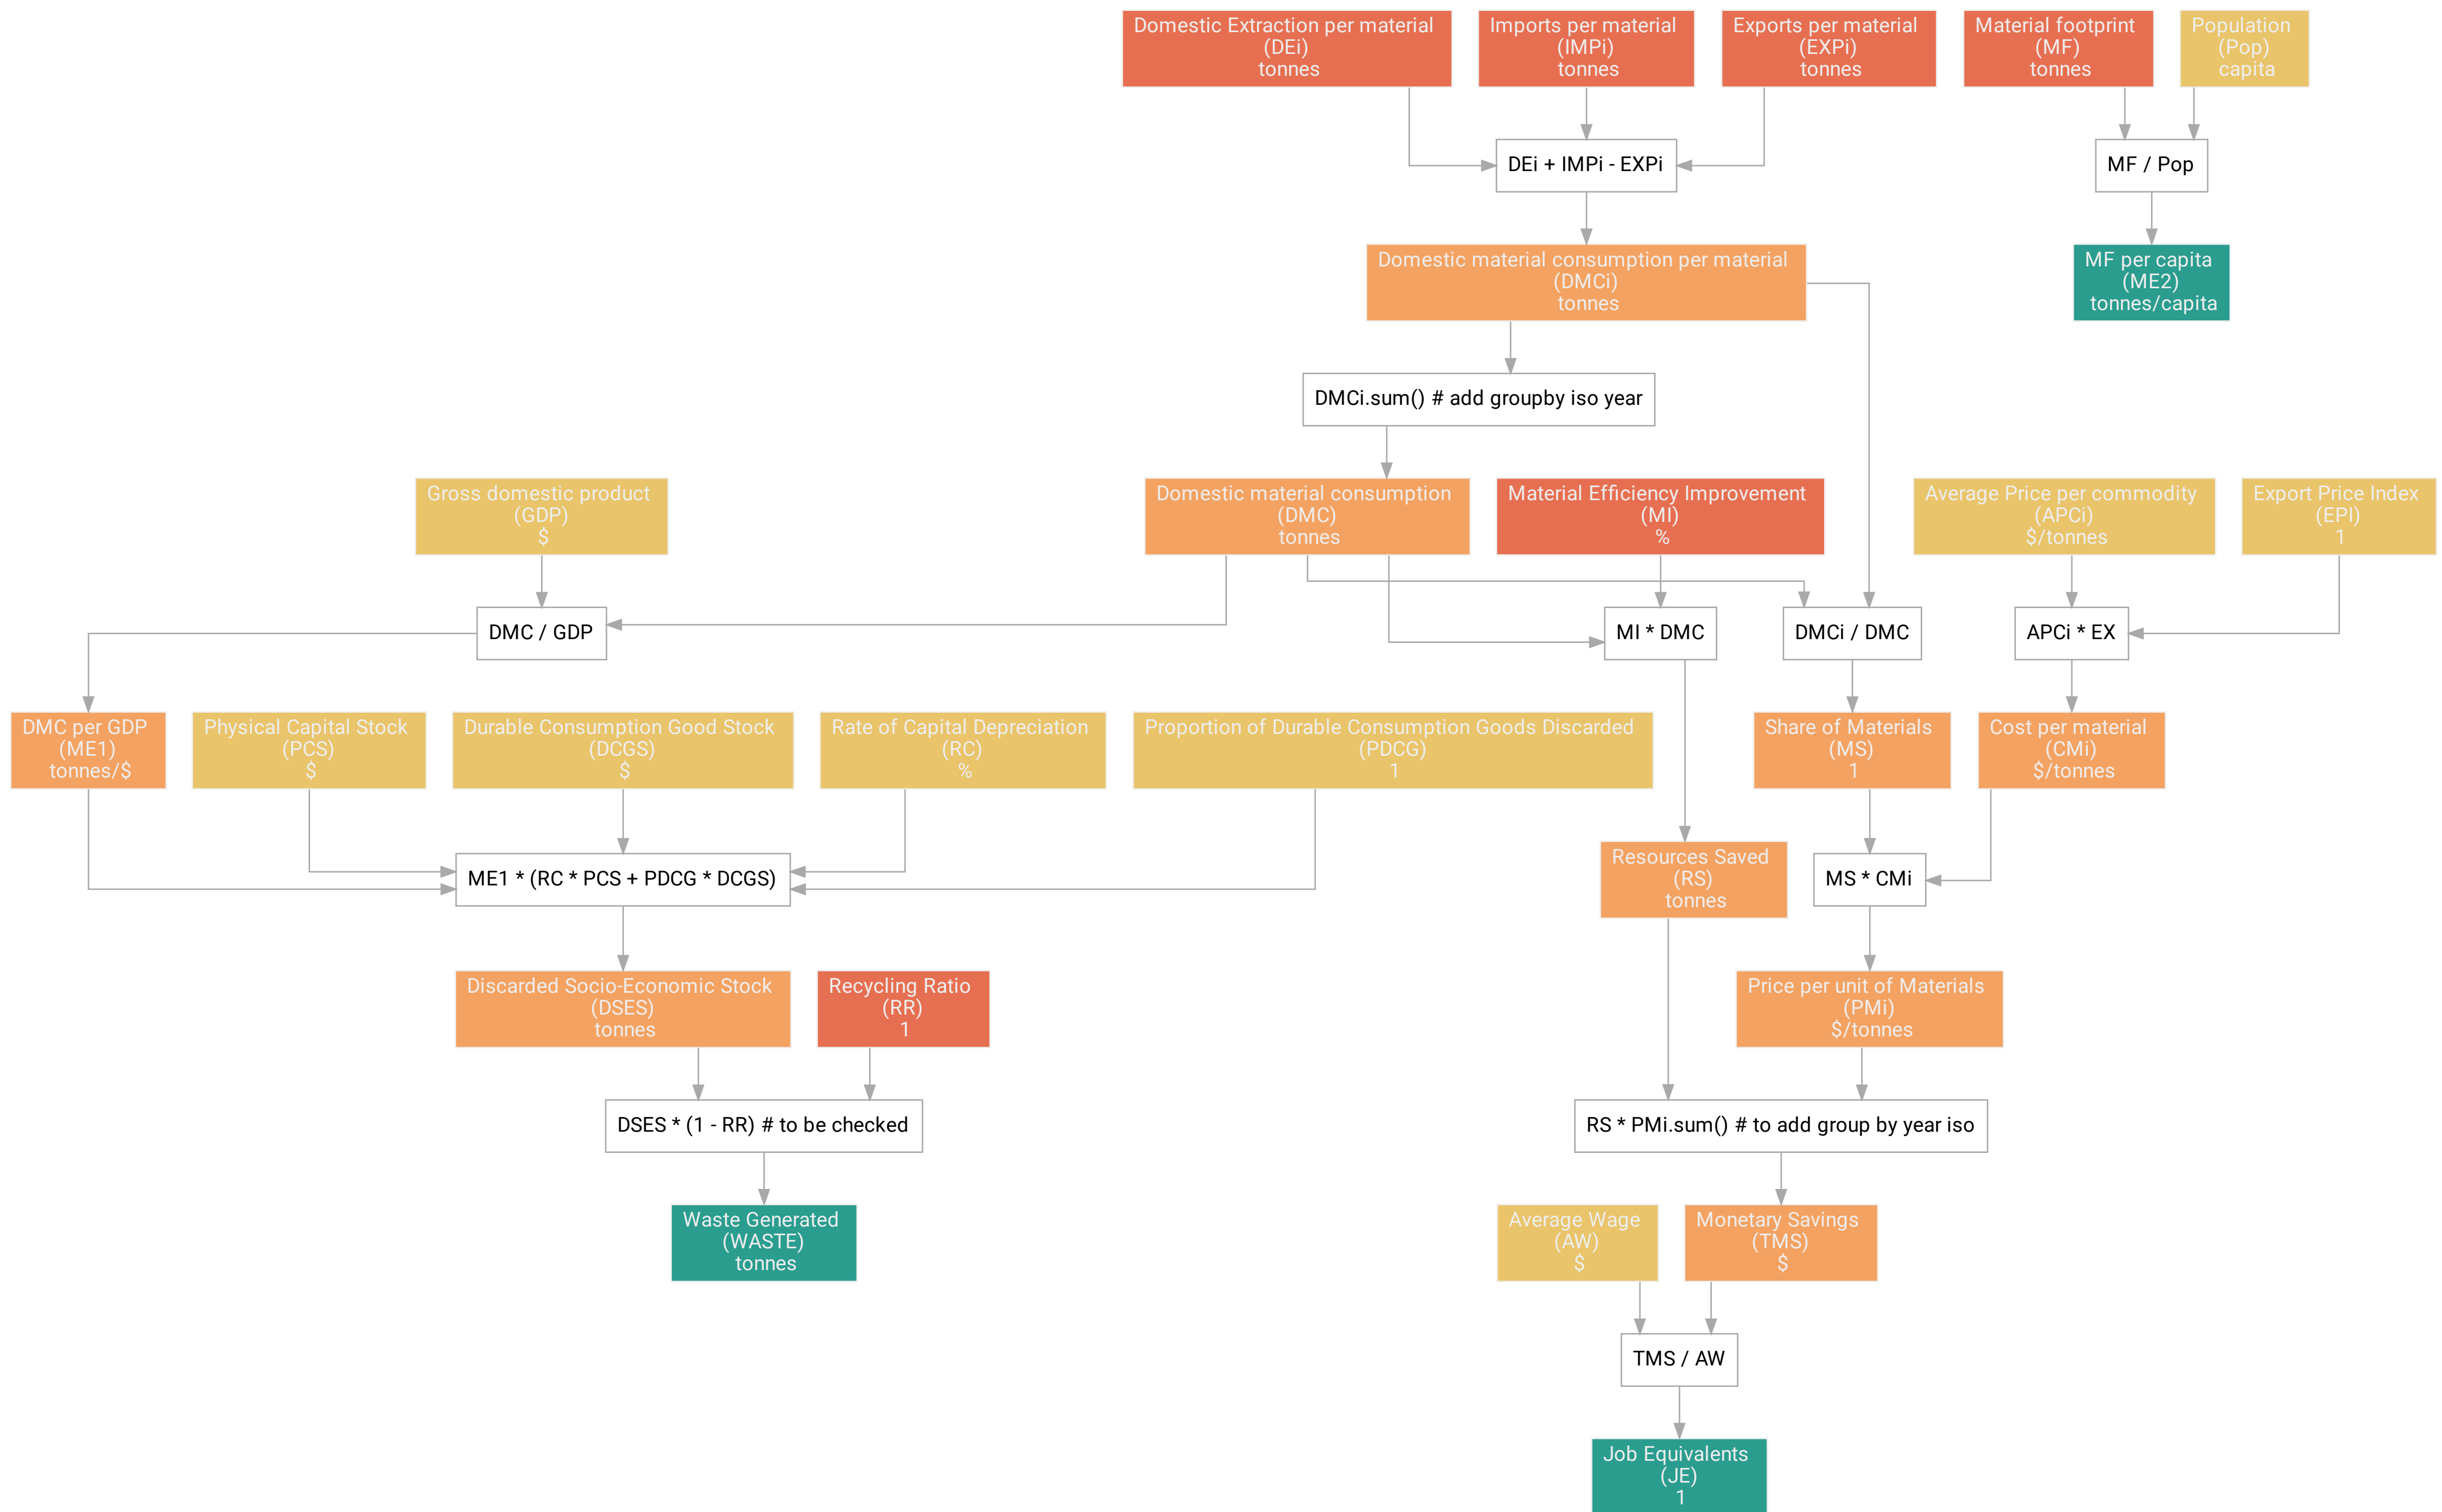 Domestic Extraction per material
(DEi)
tonnes
Imports per material
(IMPi)
tonnes
Exports per material
(EXPi)
tonnes
Material footprint
(MF)
tonnes
Population
(Pop)
capita
DEi + IMPi - EXPi
MF / Pop
Domestic material consumption per material
(DMCi)
tonnes
MF per capita
(ME2)
tonnes/capita
DMCi.sum() # add groupby iso year
Gross domestic product
(GDP)
$
Domestic material consumption
(DMC)
tonnes
Material Efficiency Improvement
(MI)
%
Average Price per commodity
(APCi)
$/tonnes
Export Price Index
(EPI)
1
DMC / GDP
MI * DMC
DMCi / DMC
APCi * EX
DMC per GDP
(ME1)
tonnes/$
Physical Capital Stock
(PCS)
$
Durable Consumption Good Stock
(DCGS)
$
Rate of Capital Depreciation
(RC)
%
Proportion of Durable Consumption Goods Discarded
(PDCG)
1
Share of Materials
(MS)
1
Cost per material
(CMi)
$/tonnes
ME1 * (RC * PCS + PDCG * DCGS)
Resources Saved
(RS)
tonnes
MS * CMi
Discarded Socio-Economic Stock
(DSES)
tonnes
Recycling Ratio
(RR)
1
Price per unit of Materials
(PMi)
$/tonnes
DSES * (1 - RR) # to be checked
RS * PMi.sum() # to add group by year iso
Waste Generated
(WASTE)
tonnes
Average Wage
(AW)
$
Monetary Savings
(TMS)
$
TMS / AW
Job Equivalents
(JE)
1